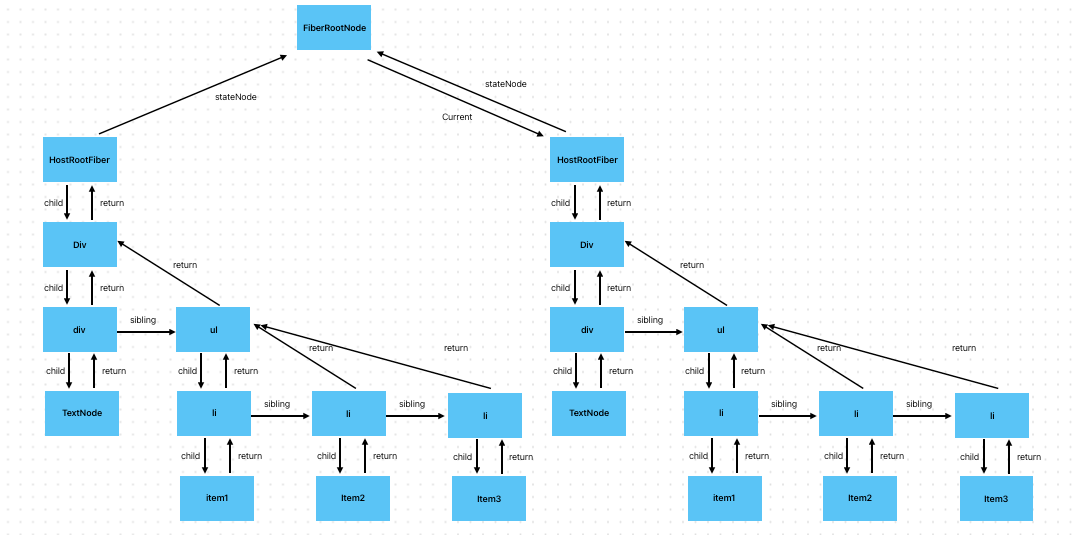 FiberRootNode
stateNode
stateNode
Current
HostRootFiber
HostRootFiber
child
return
child
return
Div
Div
return
return
child
return
child
return
div
sibling
ul
div
sibling
ul
return
return
return
return
child
return
child
return
child
return
child
return
TextNode
li
sibling
li
sibling
li
TextNode
li
sibling
li
sibling
li
child
return
child
return
child
return
child
return
child
return
child
return
item1
Item2
Item3
item1
Item2
Item3